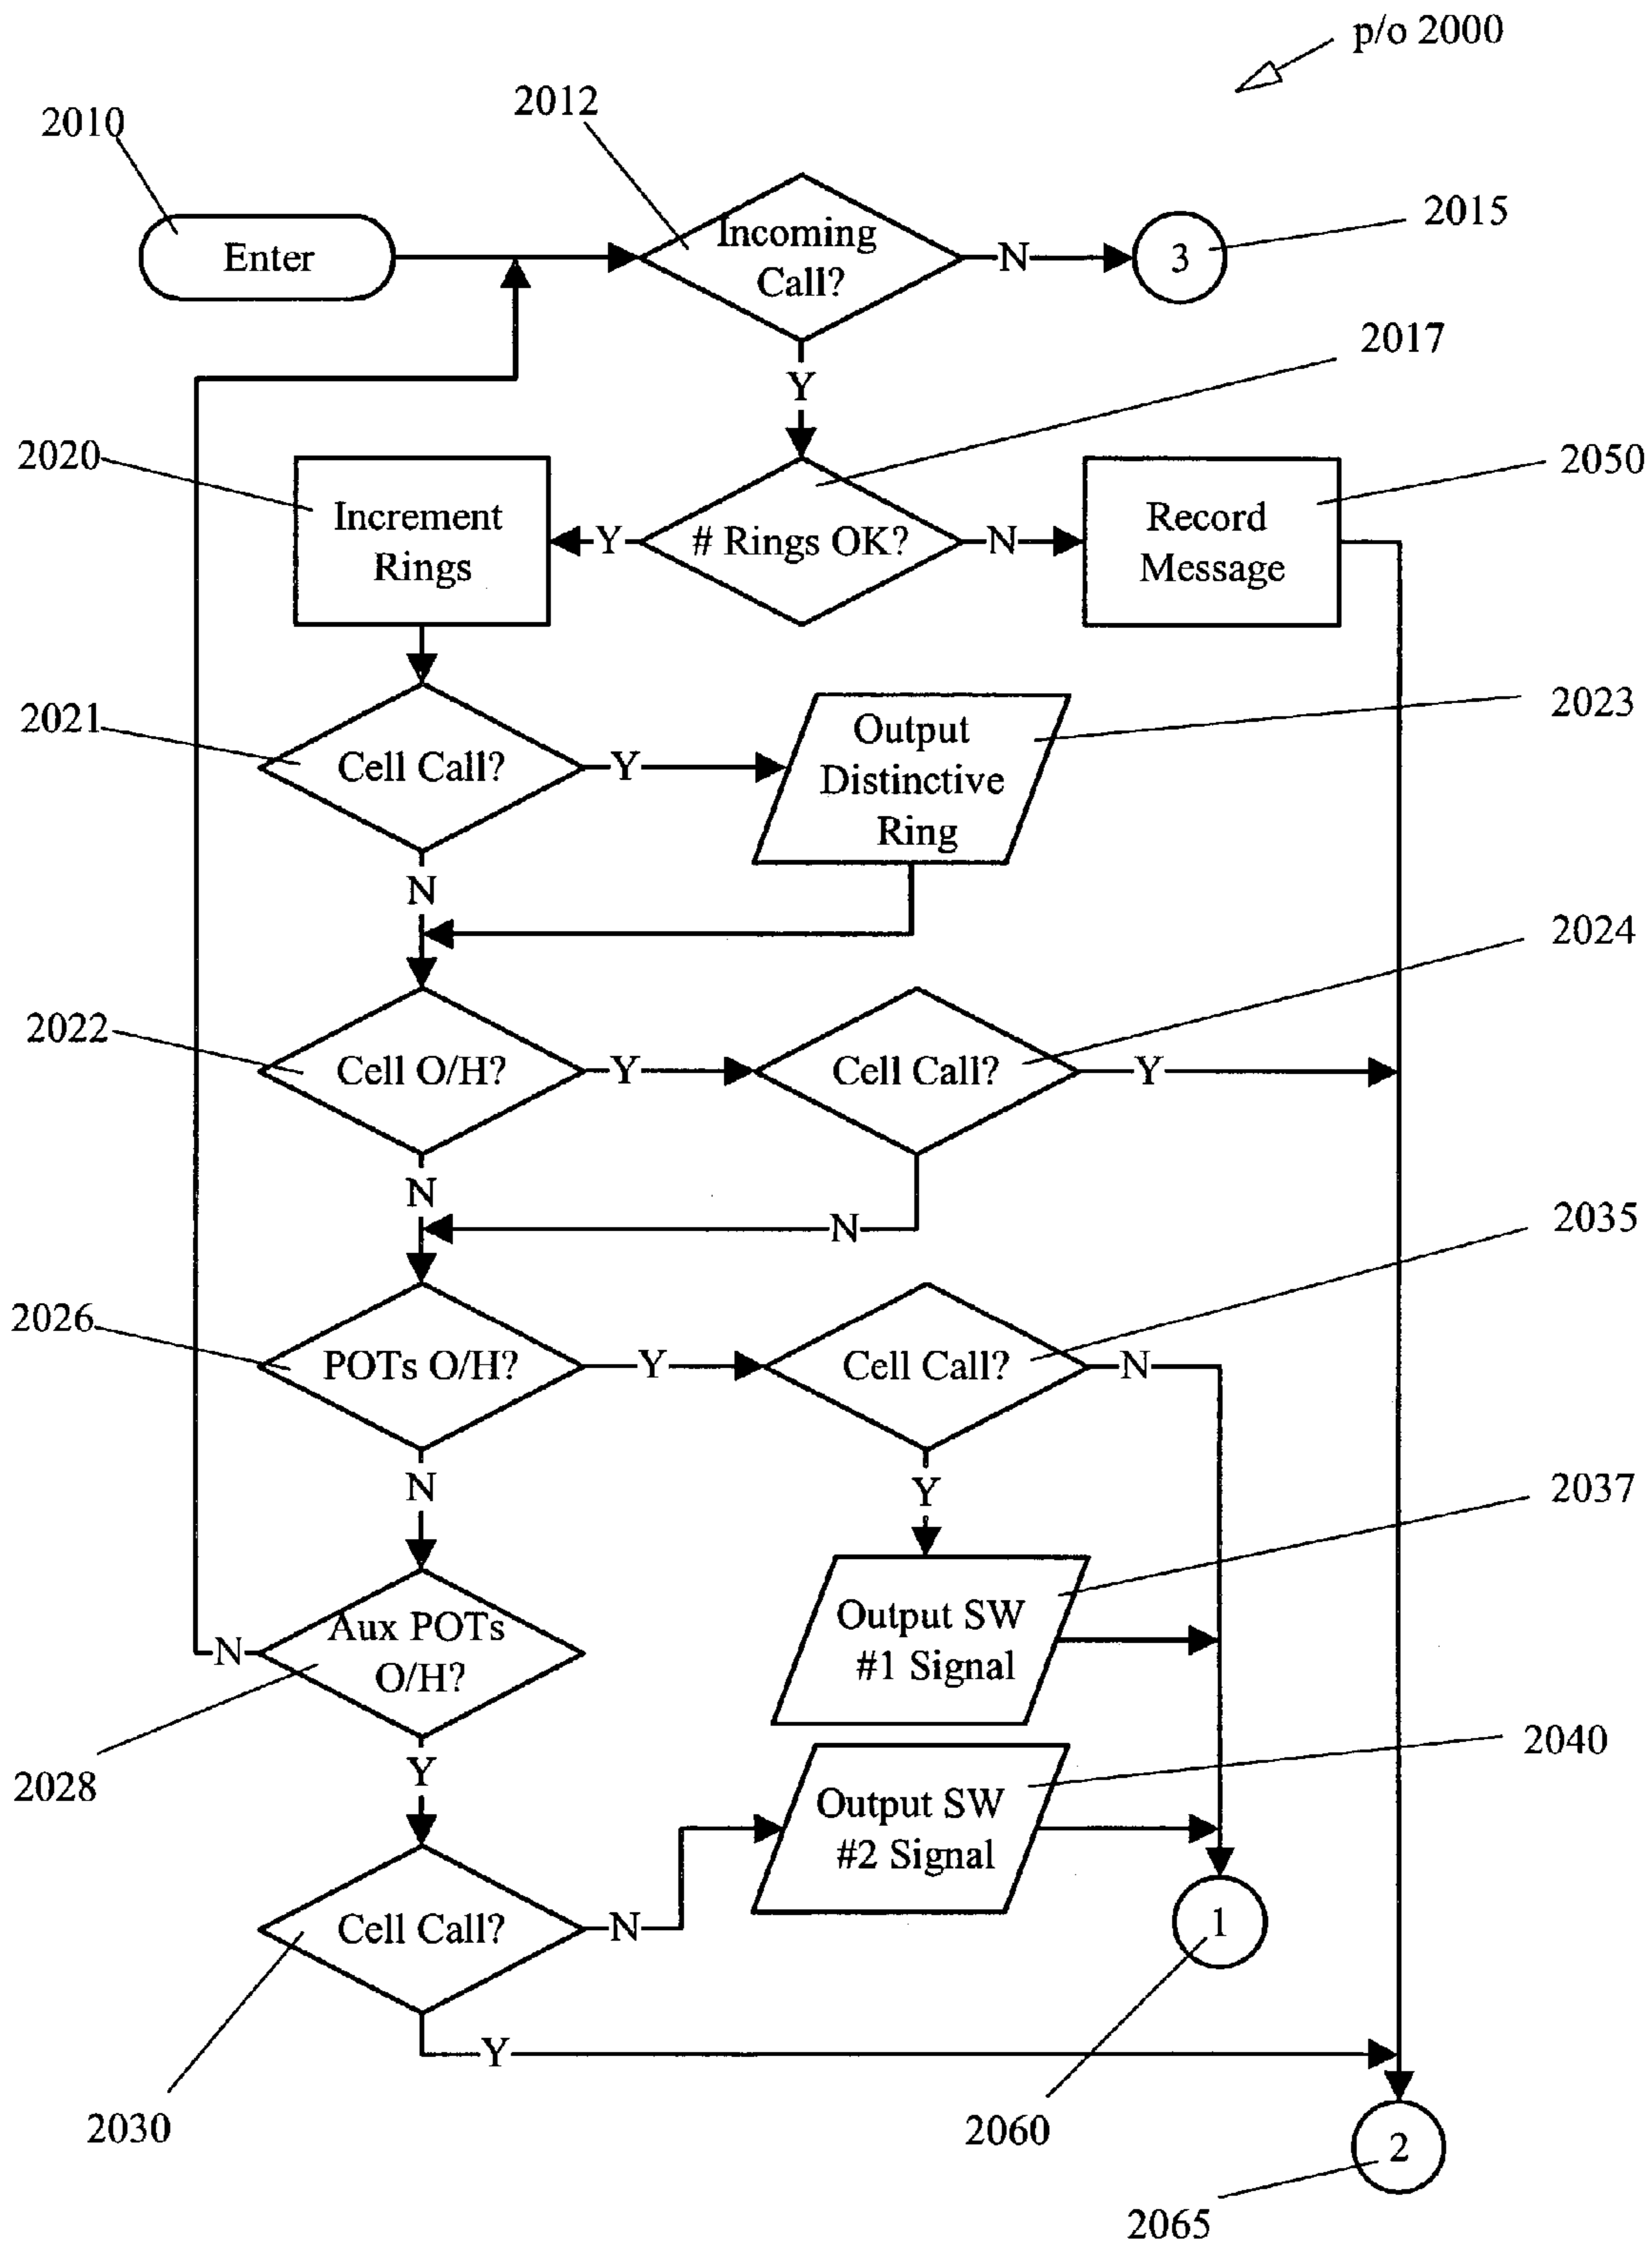 p/o 2000
2012
2010
2015
Incoming
Call?
Enter
N
3
2017
Y
2020
2050
Increment
Rings
Y
# Rings OK?
N
Record
Message
2021
2023
Cell Call?
Y
Output
Distinctive
Ring
N
2024
2022
Cell O/H?
Y
Cell Call?
Y
N
N
2035
2026
POTs O/H?
Y
Cell Call?
N
N
Y
2037
Aux POTs
O/H?
N
Output SW
#1 Signal
2028
Y
2040
Output SW
#2 Signal
Cell Call?
N
1
Y
2030
2060
2
2065